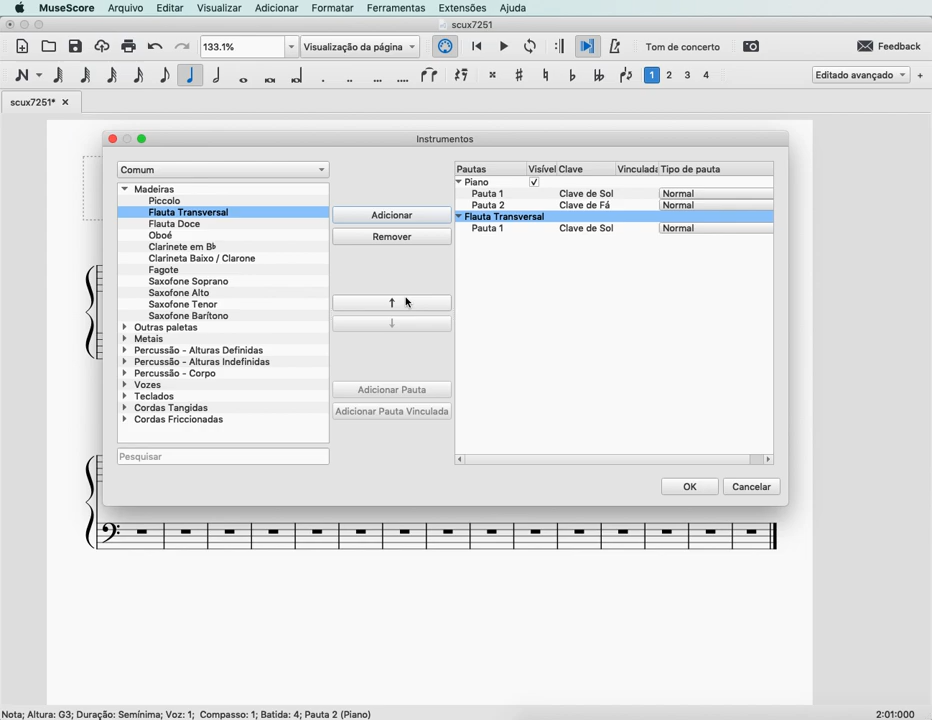 MuseScore Arquivo Editar Visualizar Adicionar Formatar Ferramentas Extensões Ajuda
scux7251
133.1% Visualização da página Tom de concerto Feedback
1 2 3 4 Editado avançado +
scux7251*
Instrumentos
Comum
Madeiras
Piccolo
Flauta Transversal
Flauta Doce
Oboé
Clarinete em B♭
Clarineta Baixo / Clarone
Fagote
Saxofone Soprano
Saxofone Alto
Saxofone Tenor
Saxofone Barítono
Outras paletas
Metais
Percussão - Alturas Definidas
Percussão - Alturas Indefinidas
Percussão - Corpo
Vozes
Teclados
Cordas Tangidas
Cordas Friccionadas
Pesquisar
Adicionar
Remover
↑
↓
Adicionar Pauta
Adicionar Pauta Vinculada
Pautas Visível Clave Vinculada Tipo de pauta
Piano
Pauta 1 Clave de Sol Normal
Pauta 2 Clave de Fá Normal
Flauta Transversal
Pauta 1 Clave de Sol Normal
OK Cancelar
Nota; Altura: G3; Duração: Semínima; Voz: 1; Compasso: 1; Batida: 4; Pauta 2 (Piano) 2:01:000